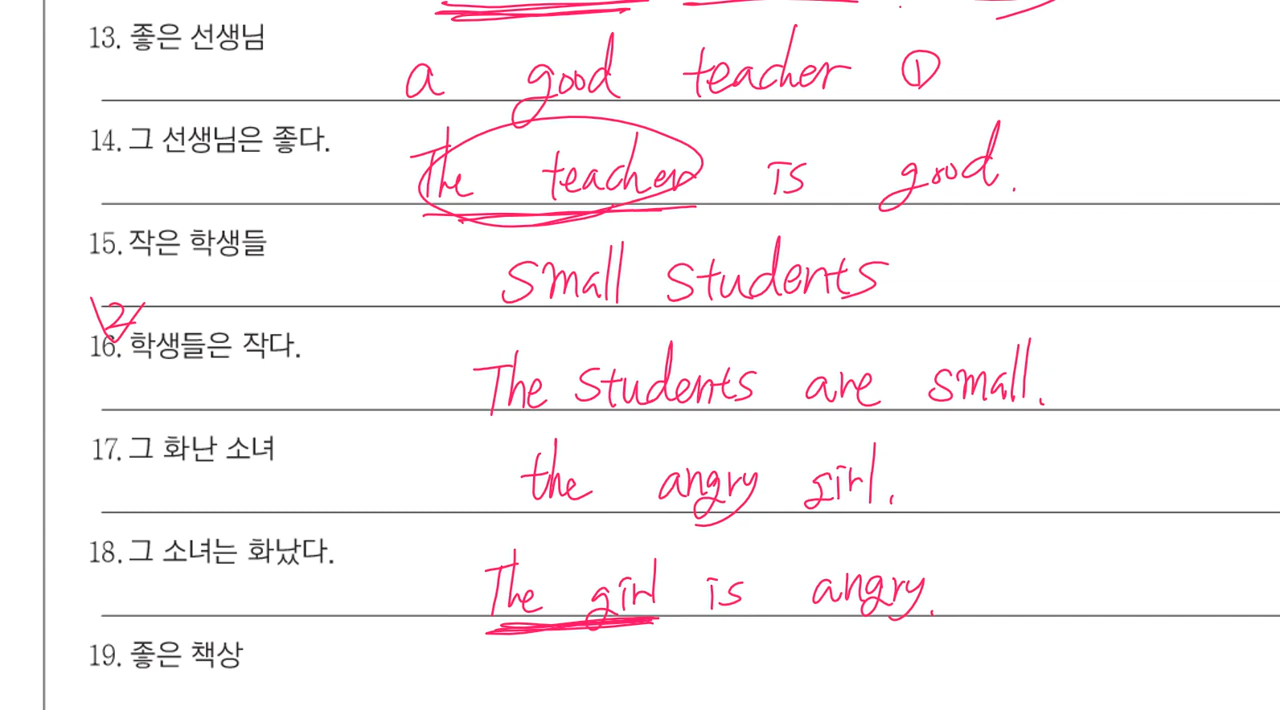 13. 좋은 선생님
a good teacher ①
14. 그 선생님은 좋다.
The teacher is good.
15. 작은 학생들
small students
그
16. 학생들은 작다.
The students are small.
17. 그 화난 소녀
the angry girl.
18. 그 소녀는 화났다.
The girl is angry.
19. 좋은 책상